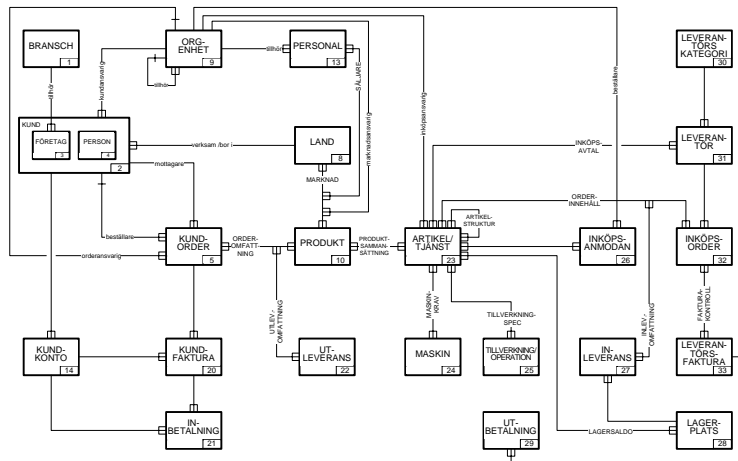 BRANSCH
1
ORG-
ENHET
9
tillhör
PERSONAL
13
LEVERAN-
TÖRS
KATEGORI
30
tillhör
kundansvarig
tillhör
SÄLJARE
marknadsansvarig
inköpsansvarig
beställare
KUND
FÖRETAG
3
PERSON
4
2
verksam /bor i
mottagare
LAND
8
MARKNAD
INKÖPS-
AVTAL
LEVERAN-
TÖR
31
ORDER-
INNEHÅLL
ARTIKEL-
STRUKTUR
beställare
orderansvarig
KUND-
ORDER
5
ORDER-
OMFATT-
NING
PRODUKT
10
PRODUKT-
SAMMAN-
SÄTTNING
ARTIKEL/
TJÄNST
23
INKÖPS-
ANMODAN
26
INKÖPS-
ORDER
32
UTLEV.-
OMFATTNING
MASKIN-
KRAV
TILLVERKNING-
SPEC
INLEV.-
OMFATTNING
FAKTURA-
KONTROLL
KUND-
KONTO
14
KUND-
FAKTURA
20
UT-
LEVERANS
22
MASKIN
24
TILLVERKNING/
OPERATION
25
IN-
LEVERANS
27
LEVERAN-
TÖRS-
FAKTURA
33
IN-
BETALNING
21
UT-
BETALNING
29
LAGERSALDO
LAGER-
PLATS
28